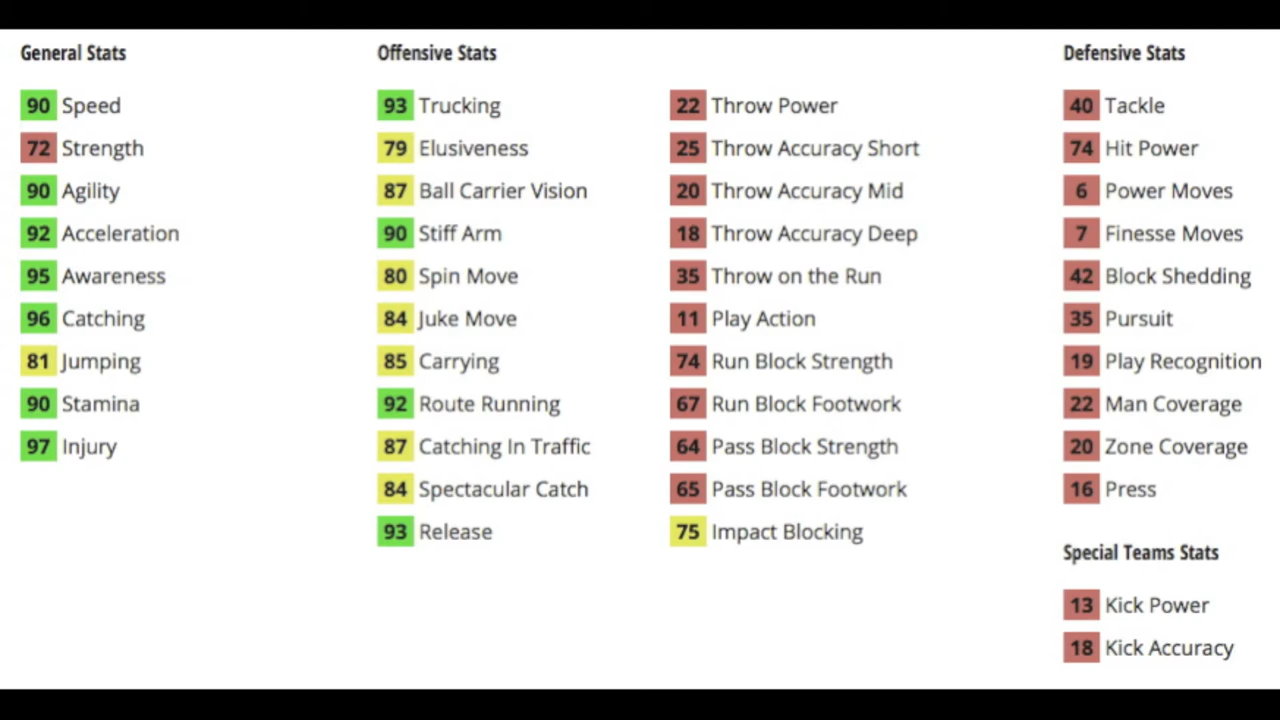 General Stats
90 Speed
72 Strength
90 Agility
92 Acceleration
95 Awareness
96 Catching
81 Jumping
90 Stamina
97 Injury
Offensive Stats
93 Trucking
79 Elusiveness
87 Ball Carrier Vision
90 Stiff Arm
80 Spin Move
84 Juke Move
85 Carrying
92 Route Running
87 Catching In Traffic
84 Spectacular Catch
93 Release
22 Throw Power
25 Throw Accuracy Short
20 Throw Accuracy Mid
18 Throw Accuracy Deep
35 Throw on the Run
11 Play Action
74 Run Block Strength
67 Run Block Footwork
64 Pass Block Strength
65 Pass Block Footwork
75 Impact Blocking
Defensive Stats
40 Tackle
74 Hit Power
6 Power Moves
7 Finesse Moves
42 Block Shedding
35 Pursuit
19 Play Recognition
22 Man Coverage
20 Zone Coverage
16 Press
Special Teams Stats
13 Kick Power
18 Kick Accuracy